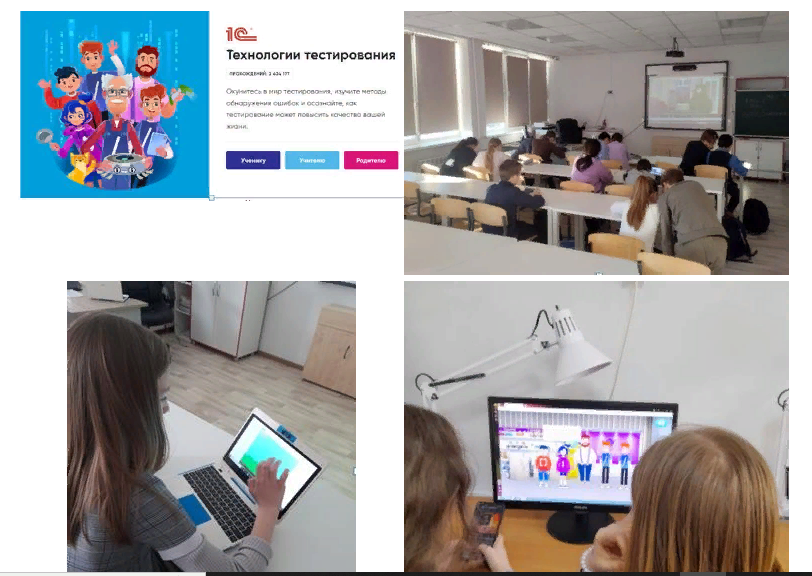 1С
Технологии тестирования
ПРОХОЖДЕНИЙ: 2 434 177
Окунитесь в мир тестирования, изучите методы
обнаружения ошибок и осознайте, как
тестирование может повысить качество вашей
жизни.
Ученику
Учителю
Родителю